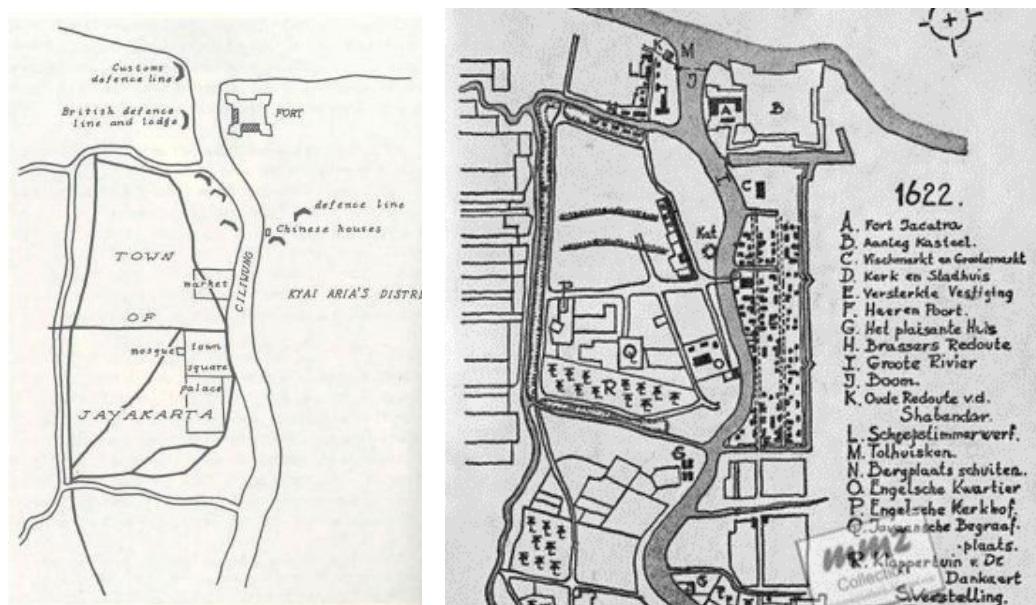 Customs
defence line
British defence
line and lodge
FORT
defence line
Chinese houses
TOWN
market
CILIWUNG
KYAI ARIA'S DISTRI
OF
mosque
town
square
palace
JAYAKARTA
K
M
L
J
N
A
B
I
C
Kat
P
Q
O
R
G
1622.
A. Fort Jacatra
B. Aanleg Kasteel.
C. Vischmarkt en Grootemarkt
D. Kerk en Stadhuis
E. Versterkte Vestiging
F. Heeren Poort.
G. Het plaisante Huis
H. Brassers Redoute
I. Groote Rivier
J. Boom.
K. Oude Redoute v.d.
Shabandar.
L. Scheepstimmerwerf.
M. Tolhuisken.
N. Bergplaats schuiten.
O. Engelsche Kwartier
P. Engelsche Kerkhof
Q. Javaansche Begraaf-
-plaats.
R. Klappertuin v. De
Dankaert
S. Veerstelling.
Collection